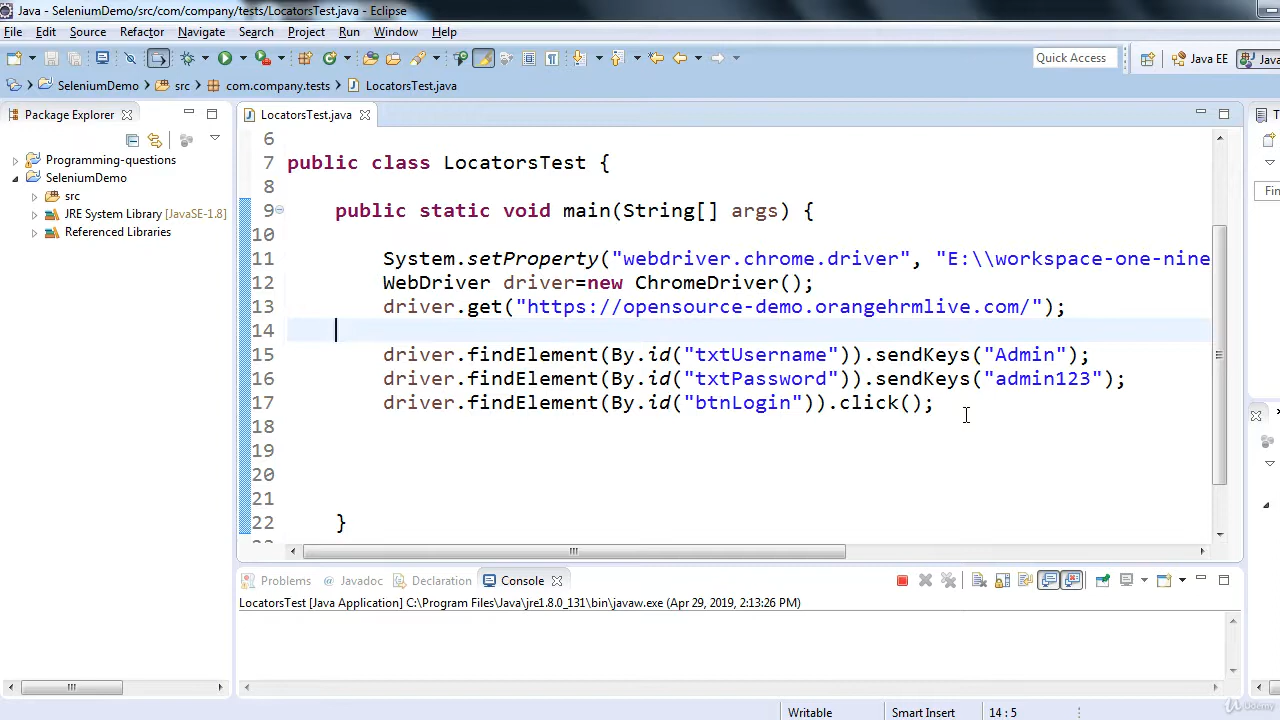 Java - SeleniumDemo/src/com/company/tests/LocatorsTest.java - Eclipse
File Edit Source Refactor Navigate Search Project Run Window Help
Quick Access Java EE Java
SeleniumDemo src com.company.tests LocatorsTest.java
Package Explorer
Programming-questions
SeleniumDemo
src
JRE System Library [JavaSE-1.8]
Referenced Libraries
LocatorsTest.java
6
7 public class LocatorsTest {
8
9 public static void main(String[] args) {
10
11 System.setProperty("webdriver.chrome.driver", "E:\\workspace-one-nine
12 WebDriver driver=new ChromeDriver();
13 driver.get("https://opensource-demo.orangehrmlive.com/");
14
15 driver.findElement(By.id("txtUsername")).sendKeys("Admin");
16 driver.findElement(By.id("txtPassword")).sendKeys("admin123");
17 driver.findElement(By.id("btnLogin")).click();
18
19
20
21
22 }
T
Fin
Problems @ Javadoc Declaration Console
LocatorsTest [Java Application] C:\Program Files\Java\jre1.8.0_131\bin\javaw.exe (Apr 29, 2019, 2:13:26 PM)
Writable Smart Insert 14 : 5
Udemy